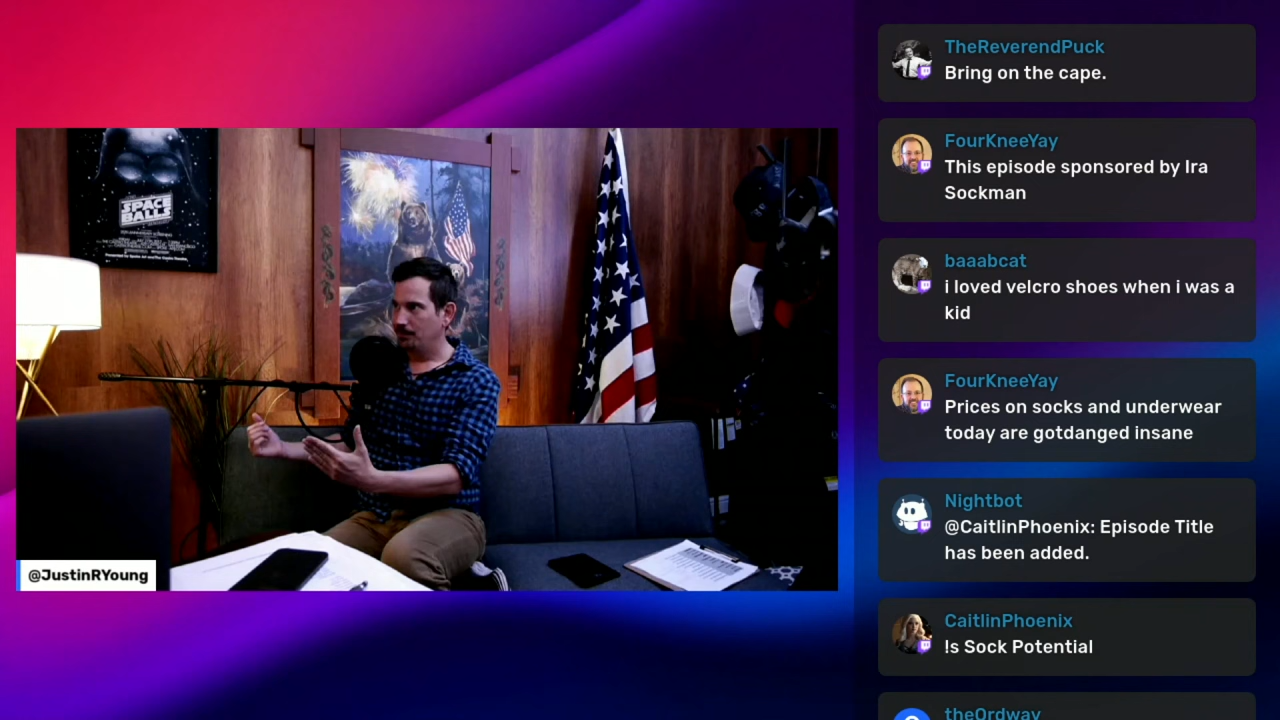 SPACE
BALLS
@JustinRYoung
TheReverendPuck
Bring on the cape.
FourKneeYay
This episode sponsored by Ira
Sockman
baaabcat
i loved velcro shoes when i was a
kid
FourKneeYay
Prices on socks and underwear
today are gotdanged insane
Nightbot
@CaitlinPhoenix: Episode Title
has been added.
CaitlinPhoenix
!s Sock Potential
theOrdway